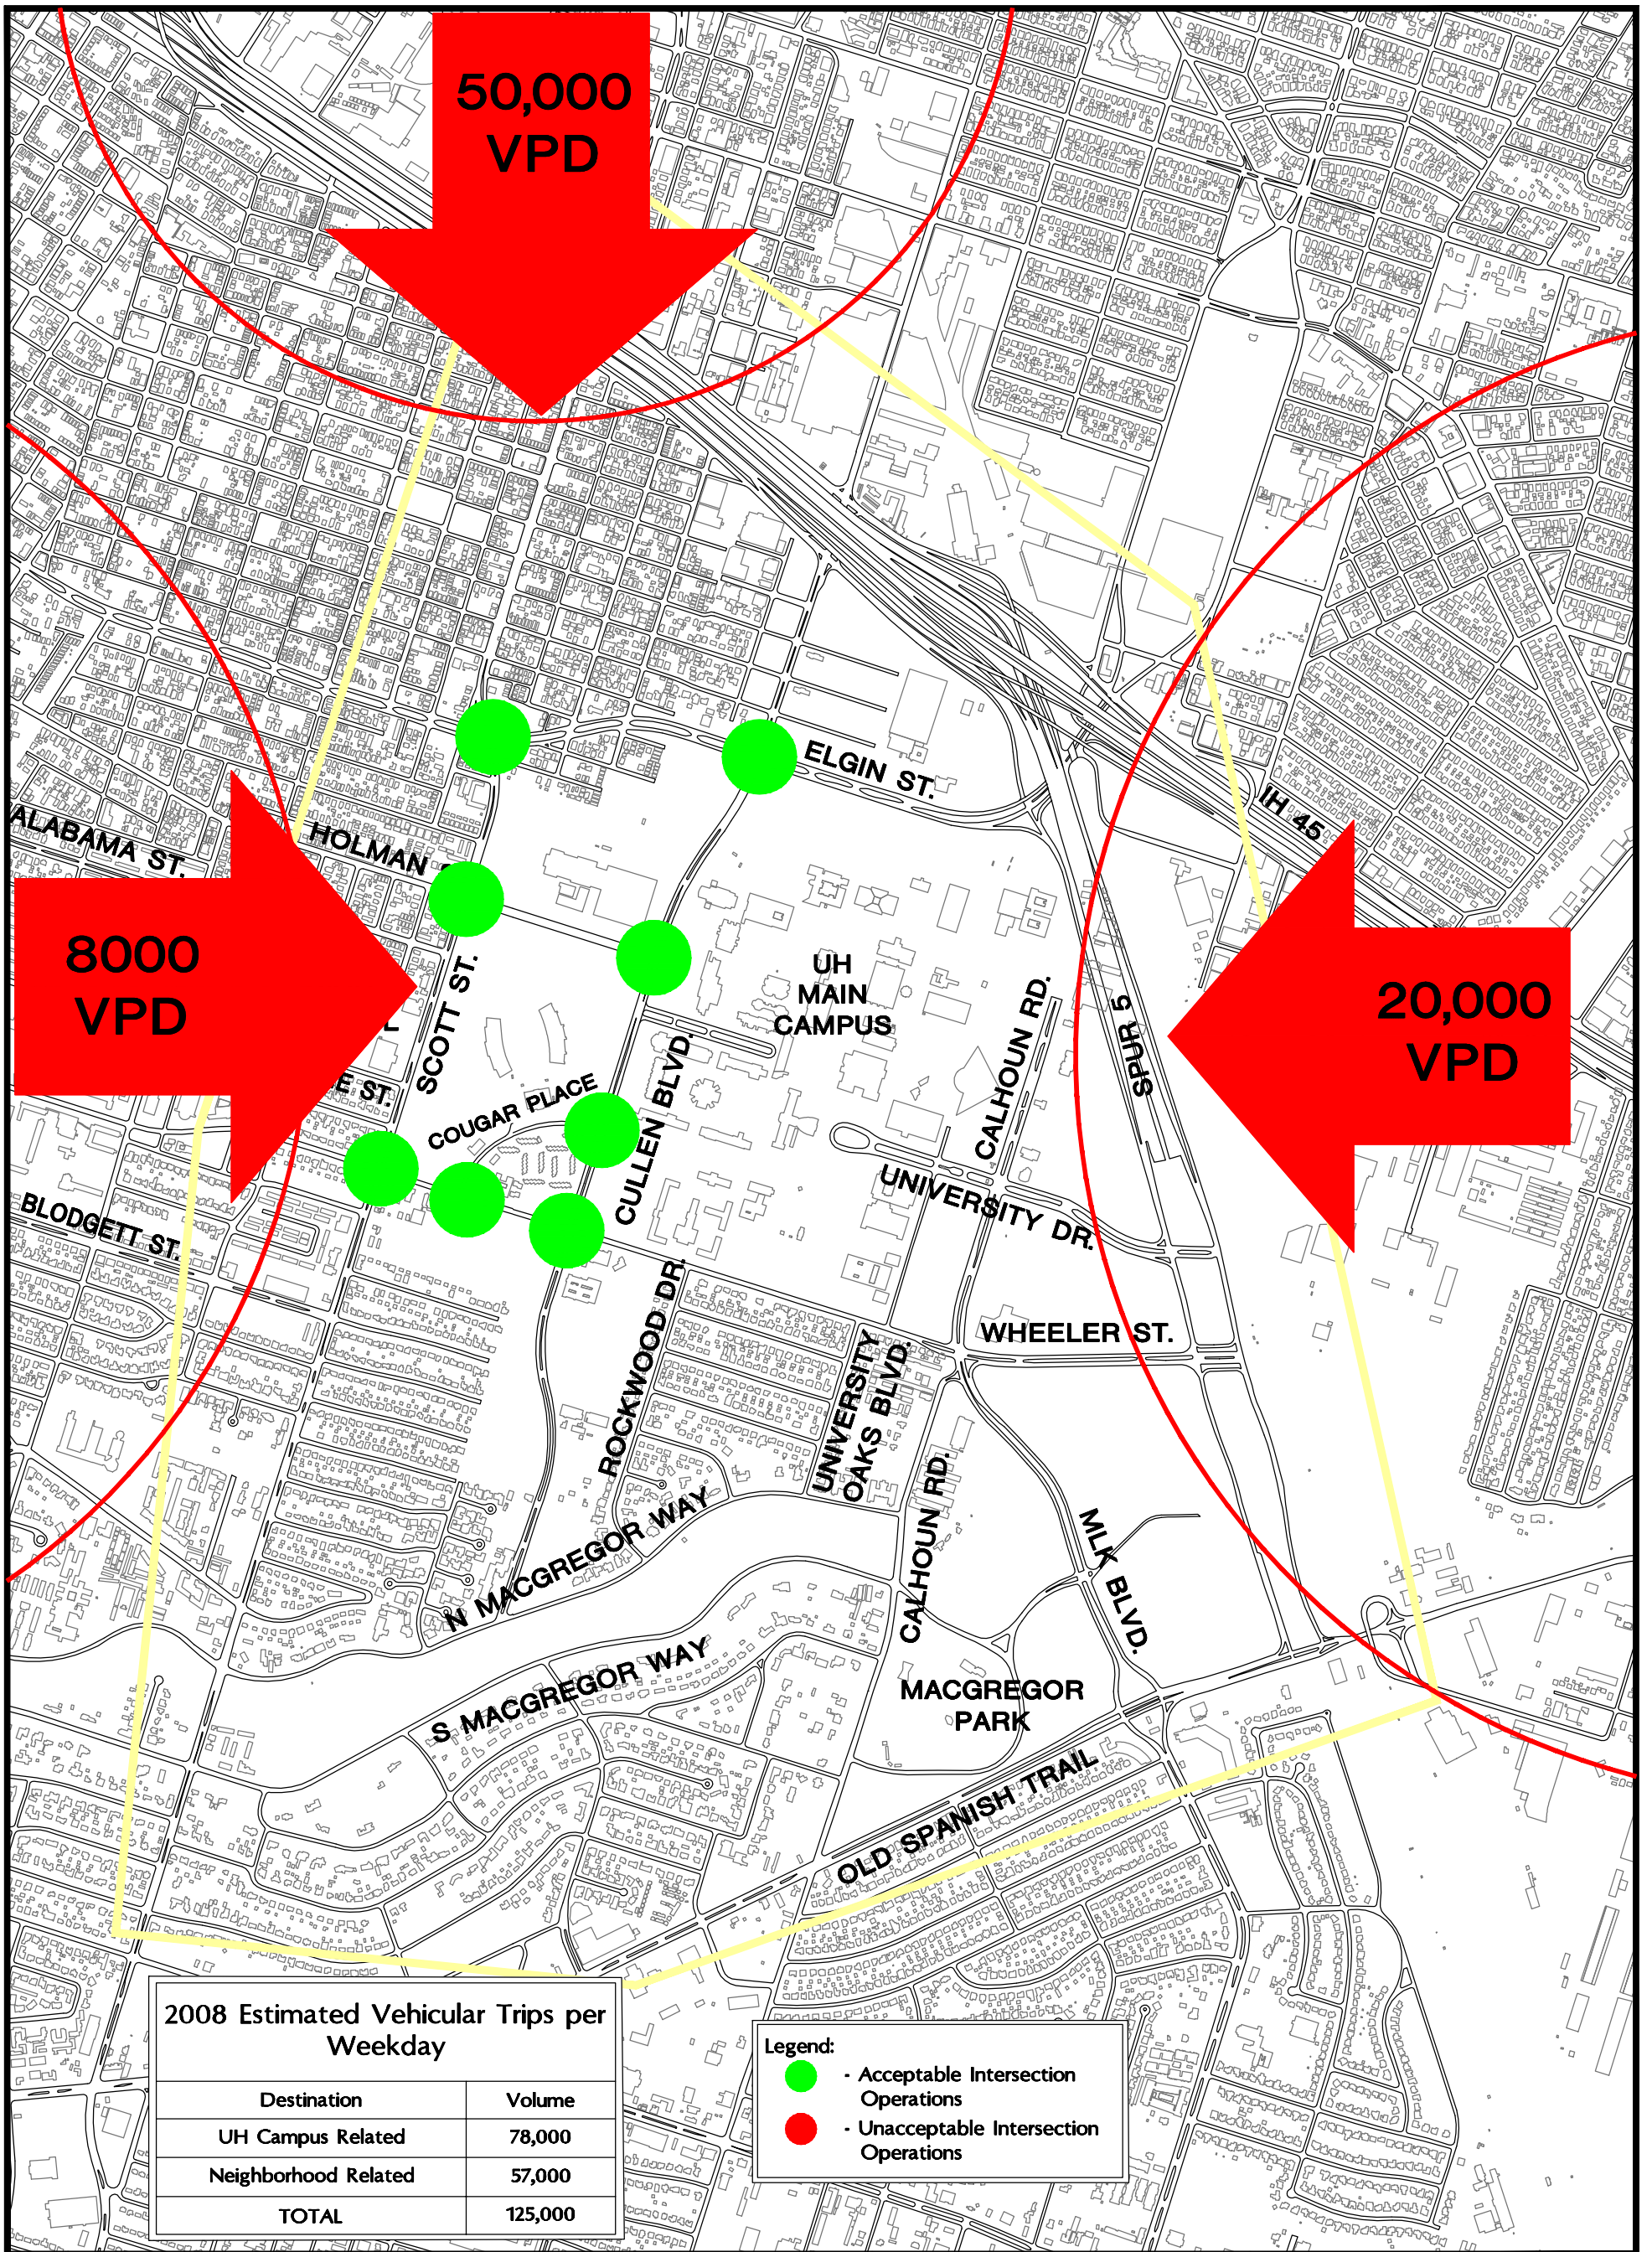 50,000
VPD
ELGIN ST.
IH 45
ALABAMA ST.
HOLMAN
8000
VPD
SCOTT ST.
UH
MAIN
CAMPUS
CALHOUN RD.
SPUR 5
20,000
VPD
E ST.
COUGAR PLACE
CULLEN BLVD.
UNIVERSITY DR.
BLODGETT ST.
ROCKWOOD DR.
WHEELER ST.
UNIVERSITY
OAKS BLVD.
CALHOUN RD.
N MACGREGOR WAY
MLK BLVD.
S MACGREGOR WAY
MACGREGOR
PARK
OLD SPANISH TRAIL
2008 Estimated Vehicular Trips per
Weekday
Destination Volume
UH Campus Related 78,000
Neighborhood Related 57,000
TOTAL 125,000
Legend:
- Acceptable Intersection
Operations
- Unacceptable Intersection
Operations